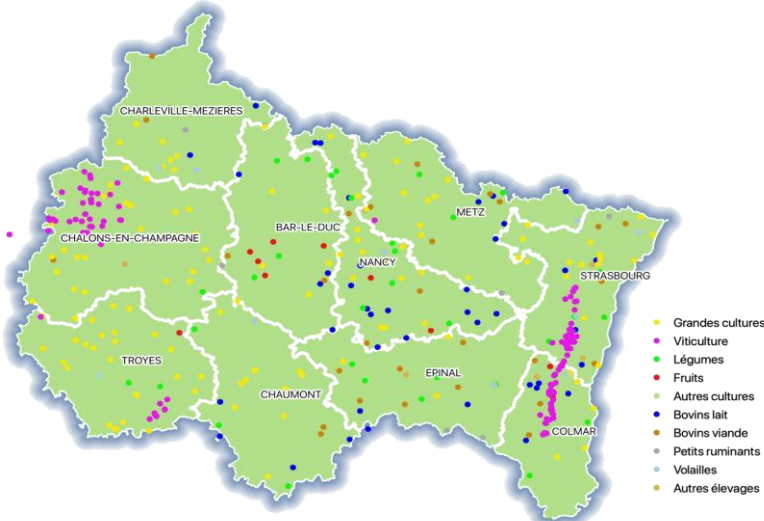 CHARLEVILLE-MEZIERES
METZ
BAR-LE-DUC
CHALONS-EN-CHAMPAGNE
NANCY
STRASBOURG
TROYES
EPINAL
CHAUMONT
COLMAR
Grandes cultures
Viticulture
Légumes
Fruits
Autres cultures
Bovins lait
Bovins viande
Petits ruminants
Volailles
Autres élevages